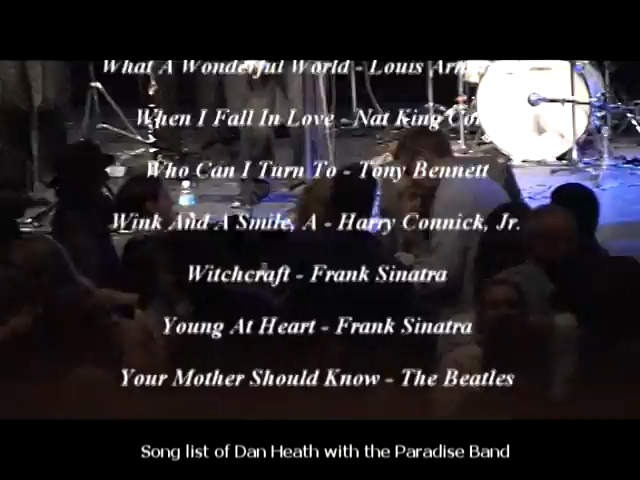 What A Wonderful World - Louis
When I Fall In Love - Nat King Cole
Who Can I Turn To - Tony Bennett
Wink And A Smile, A - Harry Connick, Jr.
Witchcraft - Frank Sinatra
Young At Heart - Frank Sinatra
Your Mother Should Know - The Beatles
Song list of Dan Heath with the Paradise Band